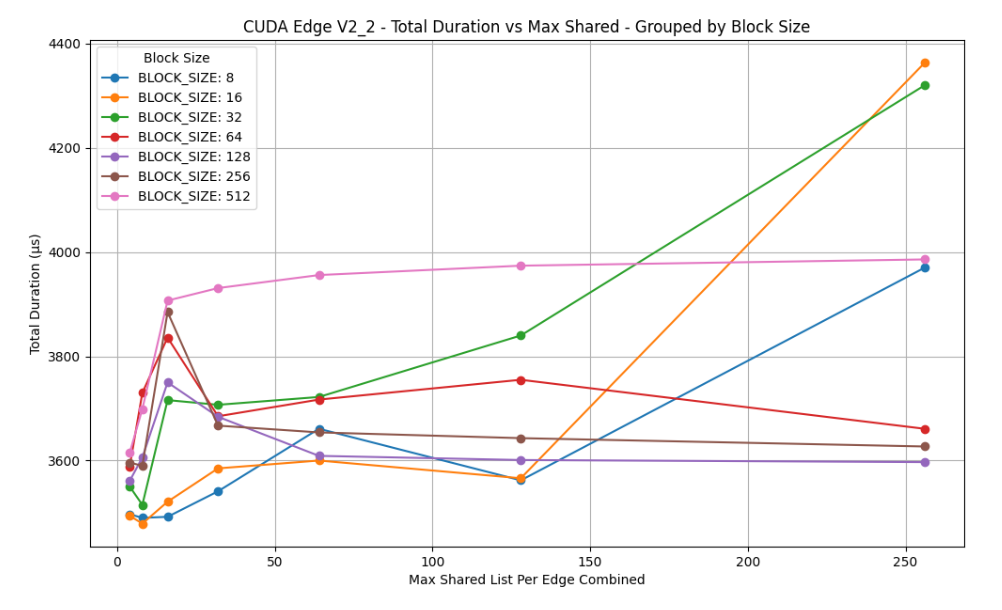 CUDA Edge V2_2 - Total Duration vs Max Shared - Grouped by Block Size
4400
4200
4000
3800
3600
Total Duration (µs)
Block Size
BLOCK_SIZE: 8
BLOCK_SIZE: 16
BLOCK_SIZE: 32
BLOCK_SIZE: 64
BLOCK_SIZE: 128
BLOCK_SIZE: 256
BLOCK_SIZE: 512
0 50 100 150 200 250
Max Shared List Per Edge Combined